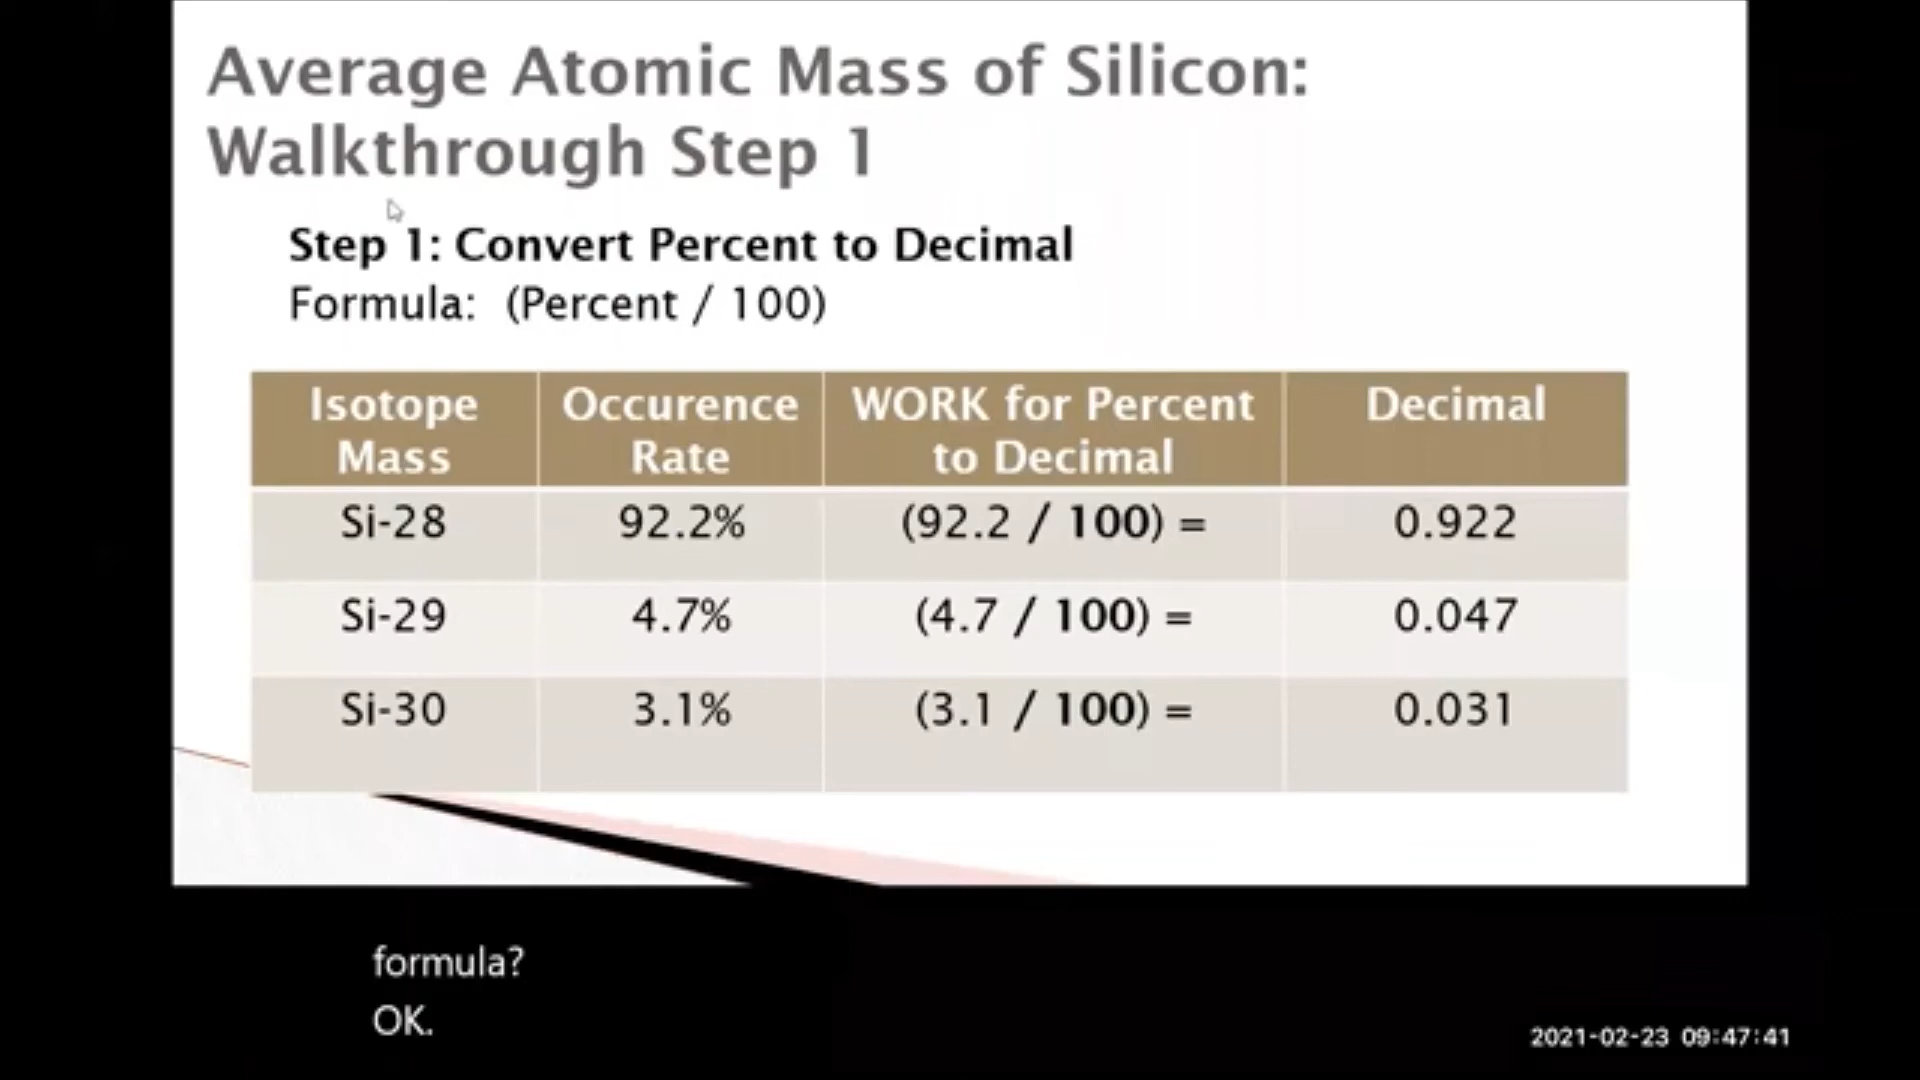 Average Atomic Mass of Silicon:
Walkthrough Step 1
Step 1: Convert Percent to Decimal
Formula: (Percent / 100)
Isotope Mass Occurence Rate WORK for Percent to Decimal Decimal
Si-28 92.2% (92.2 / 100) = 0.922
Si-29 4.7% (4.7 / 100) = 0.047
Si-30 3.1% (3.1 / 100) = 0.031
formula?
OK.
2021-02-23 09:47:41